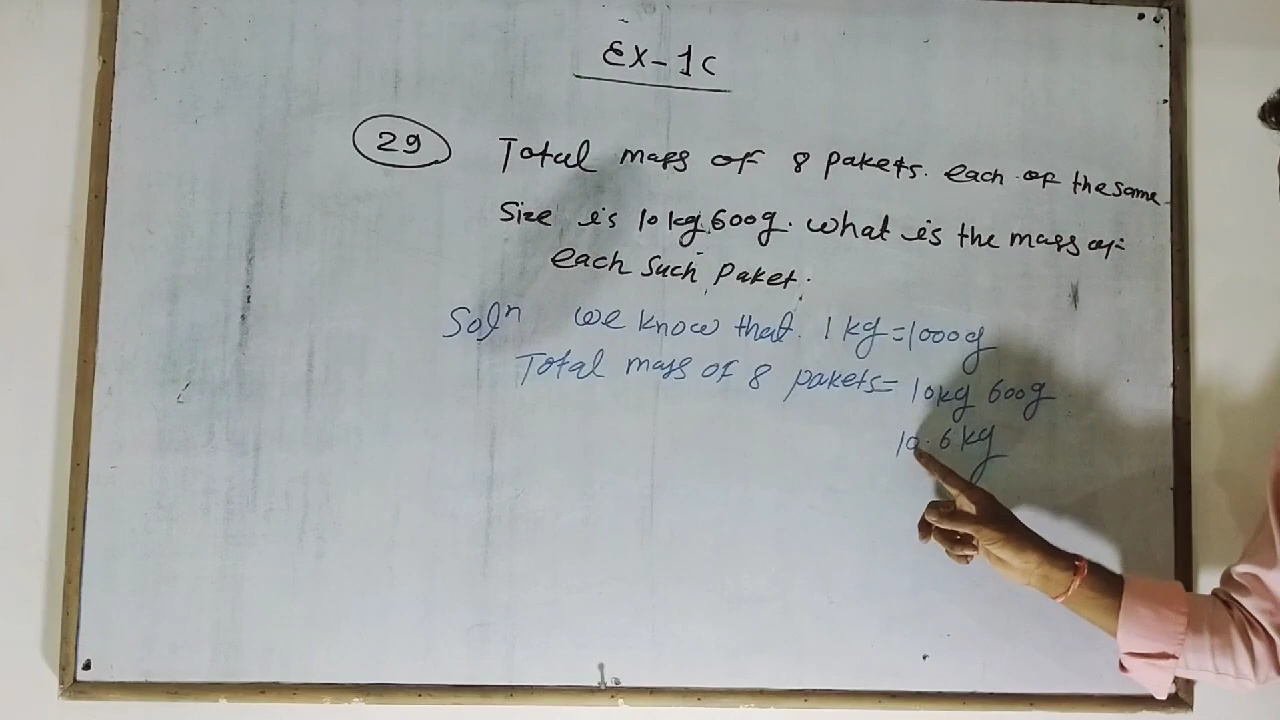 EX-1C
29 Total mass of 8 pakets. each of the same
Size is 10 kg, 600g. what is the mass of
each such paket.
Solⁿ we know that. 1 kg = 1000g
Total mass of 8 pakets = 10kg 600g
10.6 kg